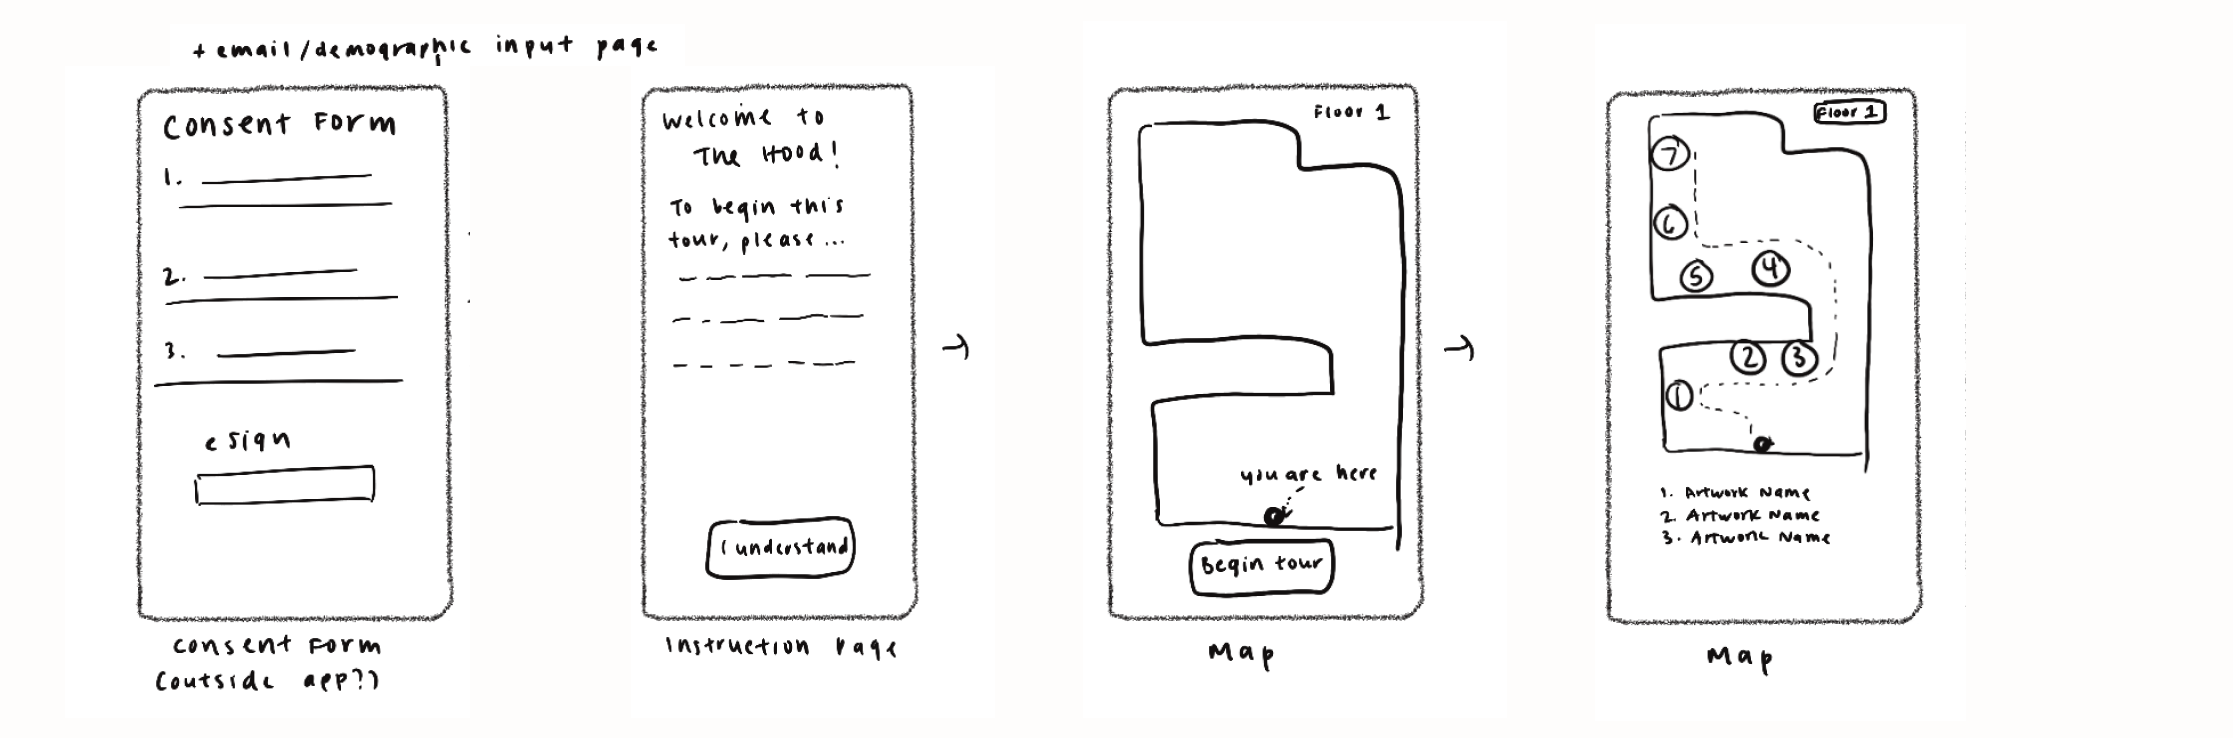 + email/demographic input page
Consent Form
1.
2.
3.
e sign
Consent Form
(outside app?)
Welcome to
The Hood!
To begin this
tour, please...
I understand
Instruction Page
→
Floor 1
you are here
Begin tour
Map
→
Floor 1
7
6
5
4
2
3
1
1. Artwork Name
2. Artwork Name
3. Artwork Name
Map